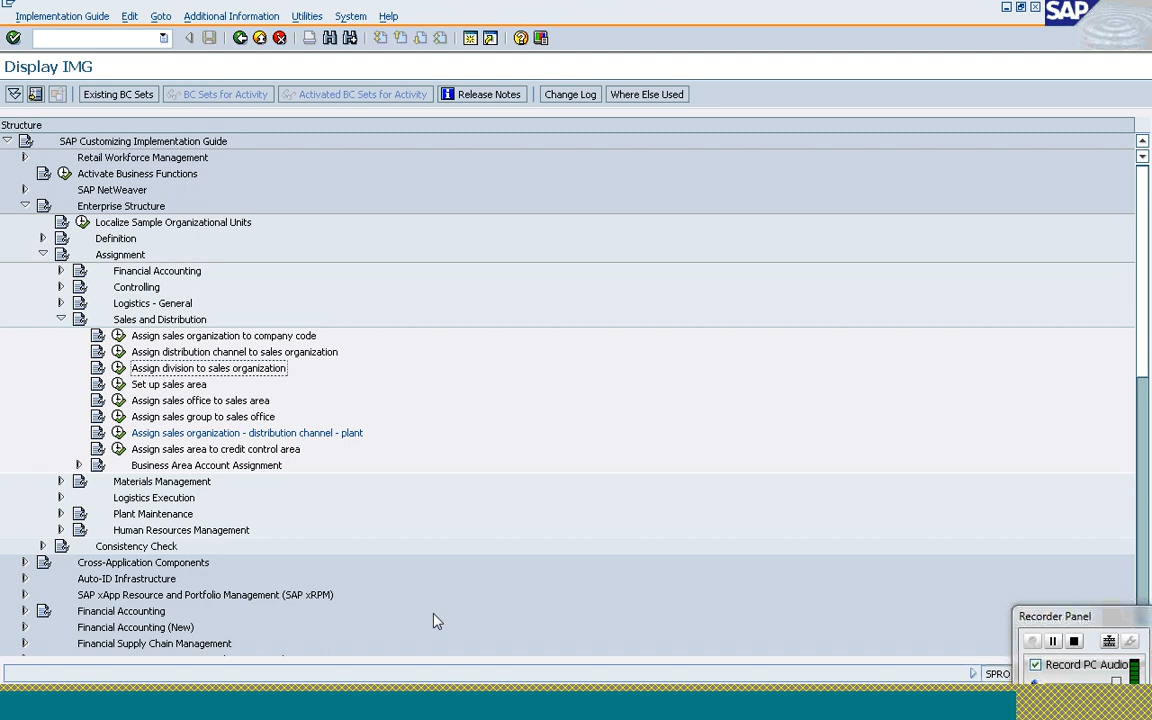 Implementation Guide Edit Goto Additional Information Utilities System Help
SAP
Display IMG
Existing BC Sets BC Sets for Activity Activated BC Sets for Activity Release Notes Change Log Where Else Used
Structure
SAP Customizing Implementation Guide
Retail Workforce Management
Activate Business Functions
SAP NetWeaver
Enterprise Structure
Localize Sample Organizational Units
Definition
Assignment
Financial Accounting
Controlling
Logistics - General
Sales and Distribution
Assign sales organization to company code
Assign distribution channel to sales organization
Assign division to sales organization
Set up sales area
Assign sales office to sales area
Assign sales group to sales office
Assign sales organization - distribution channel - plant
Assign sales area to credit control area
Business Area Account Assignment
Materials Management
Logistics Execution
Plant Maintenance
Human Resources Management
Consistency Check
Cross-Application Components
Auto-ID Infrastructure
SAP xApp Resource and Portfolio Management (SAP xRPM)
Financial Accounting
Financial Accounting (New)
Financial Supply Chain Management
Recorder Panel
Record PC Audio
SPRO